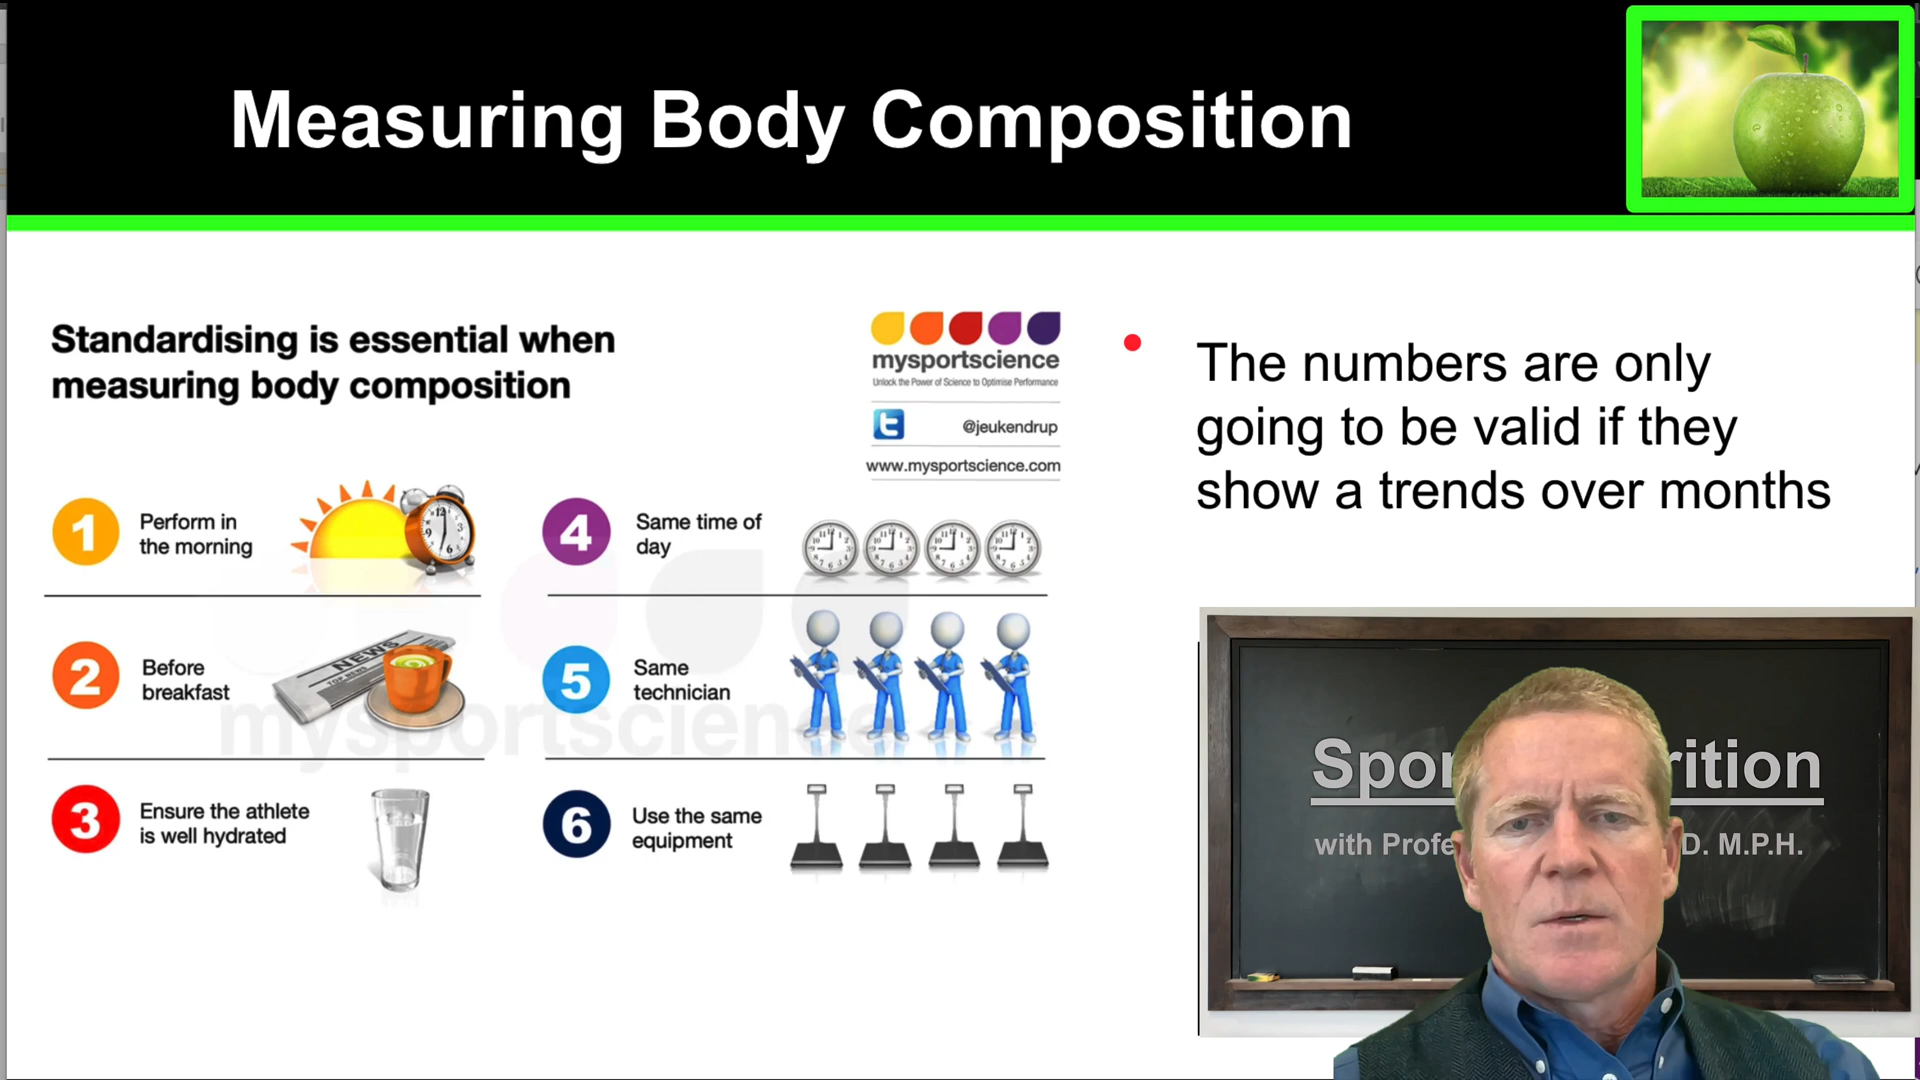 Measuring Body Composition
Standardising is essential when
measuring body composition
mysportscience
Unlock the Power of Science to Optimise Performance
@jeukendrup
www.mysportscience.com
1
Perform in
the morning
2
Before
breakfast
NEWS
3
Ensure the athlete
is well hydrated
4
Same time of
day
5
Same
technician
6
Use the same
equipment
mysportscience
• The numbers are only
going to be valid if they
show a trends over months
with
M.P.H.